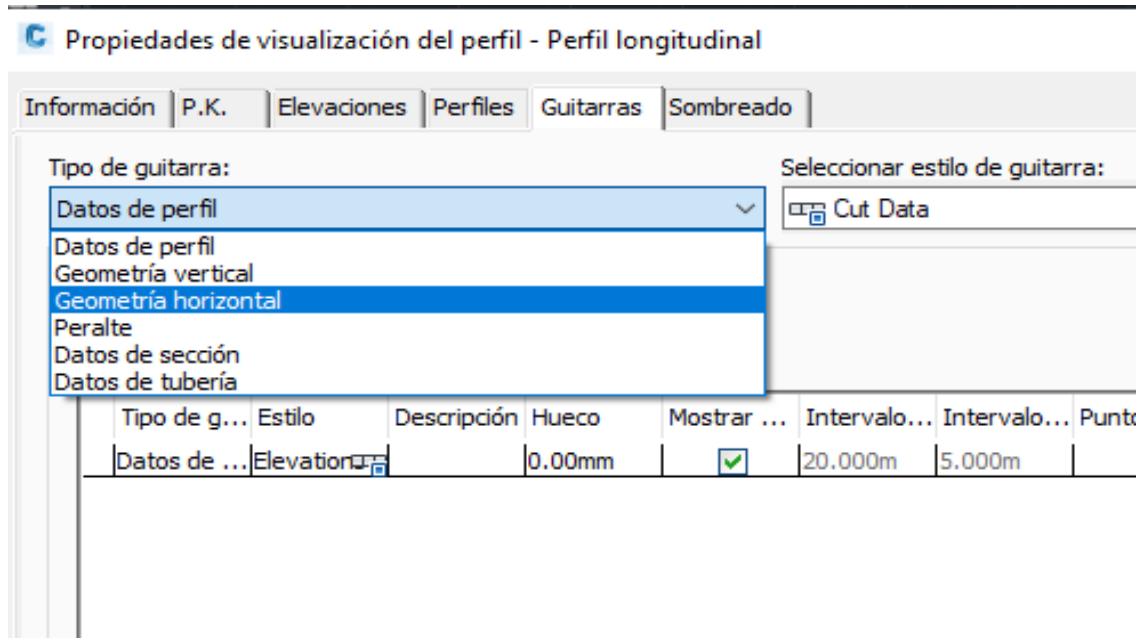 C Propiedades de visualización del perfil - Perfil longitudinal
Información P.K. Elevaciones Perfiles Guitarras Sombreado
Tipo de guitarra: Seleccionar estilo de guitarra:
Datos de perfil Cut Data
Datos de perfil
Geometría vertical
Geometría horizontal
Peralte
Datos de sección
Datos de tubería
Tipo de g... Estilo Descripción Hueco Mostrar ... Intervalo... Intervalo... Punto
Datos de ... Elevation 0.00mm 20.000m 5.000m